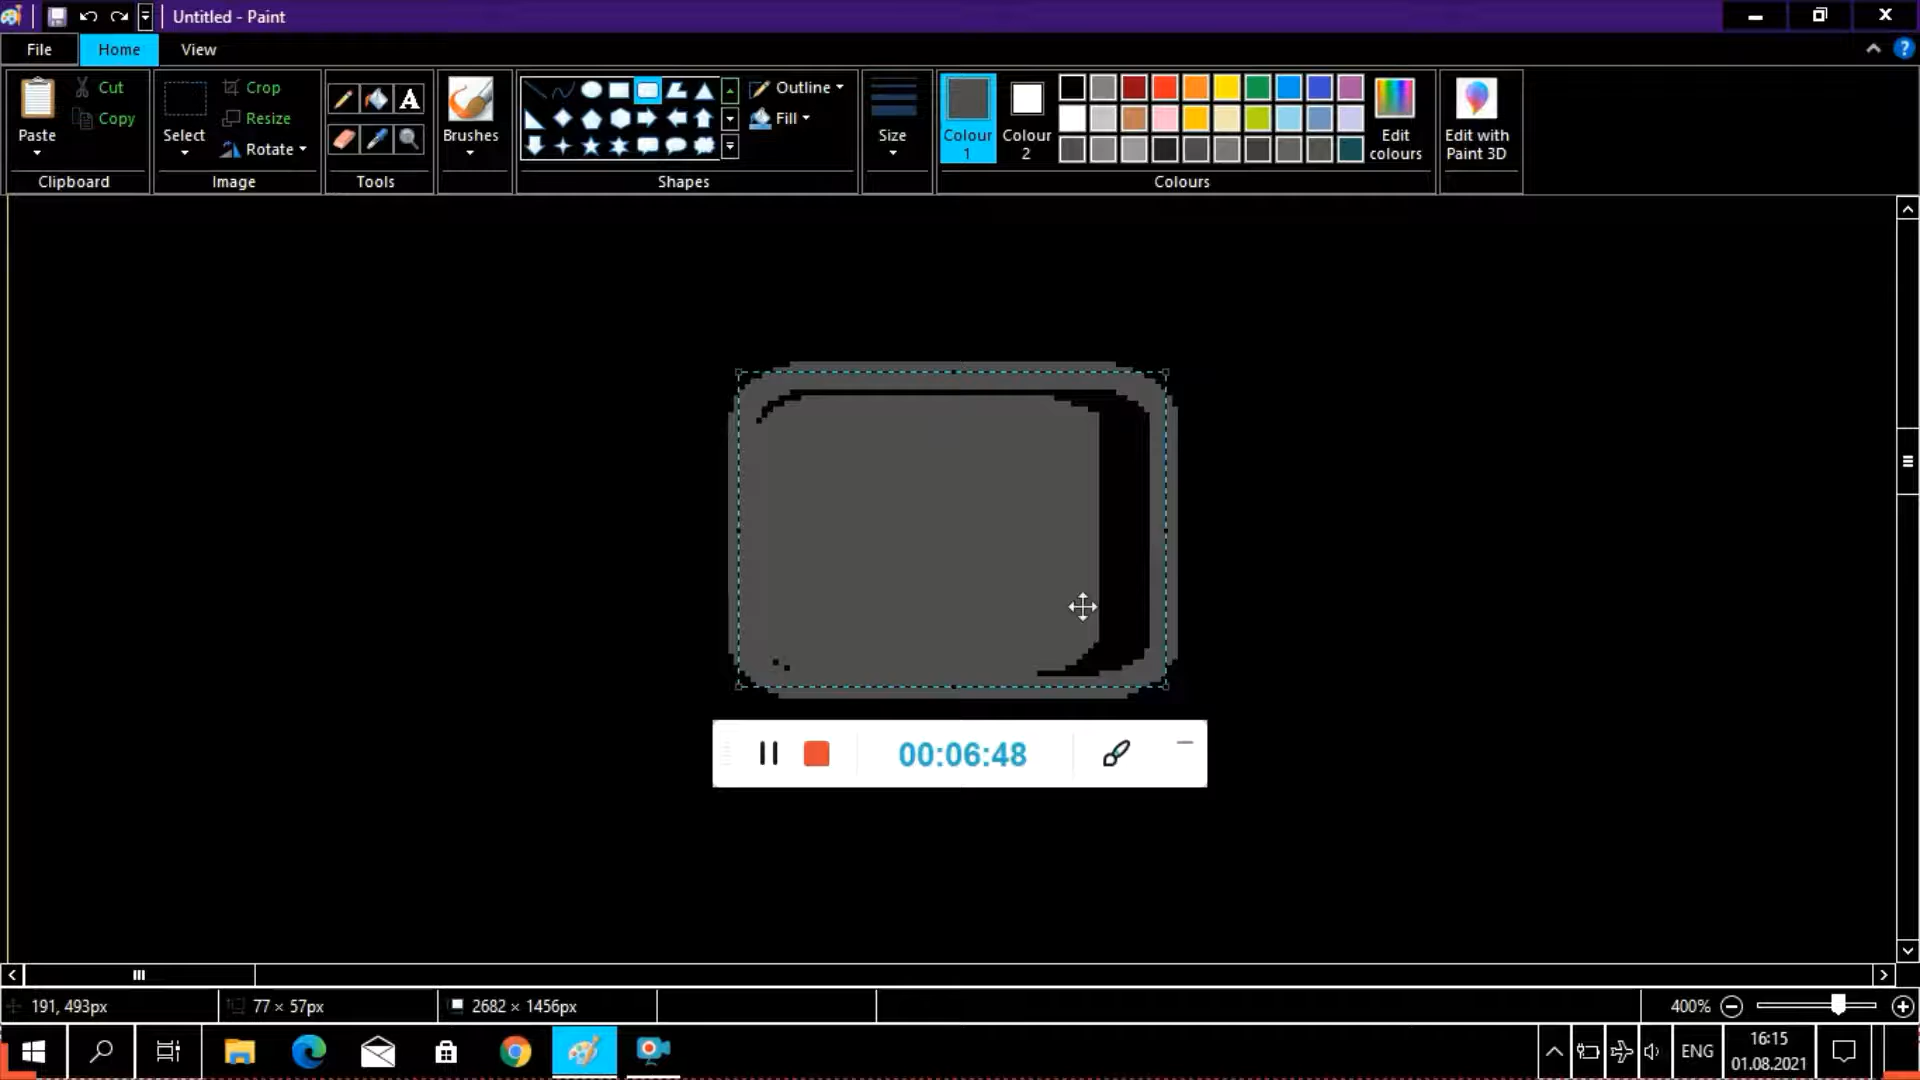 Untitled - Paint
File Home View
Paste Cut Copy
Clipboard
Select Crop Resize Rotate
Image
A
Tools
Brushes
Outline
Fill
Shapes
Size
Colour 1
Colour 2
Edit colours
Colours
Edit with Paint 3D
00:06:48
191, 493px 77 × 57px 2682 × 1456px 400%
ENG 16:15
01.08.2021